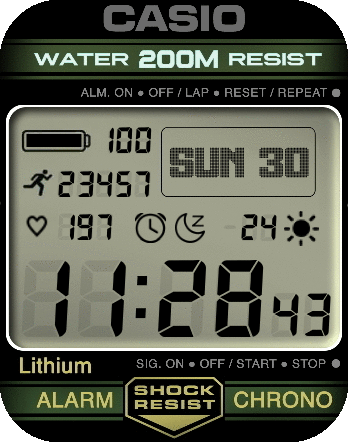 CASIO
WATER 200M RESIST
ALM. ON ● OFF / LAP ● RESET / REPEAT ●
100
SUN 30
23457
197
-24
11:28 43
Lithium
SIG. ON ● OFF / START ● STOP ●
ALARM
SHOCK
RESIST
CHRONO